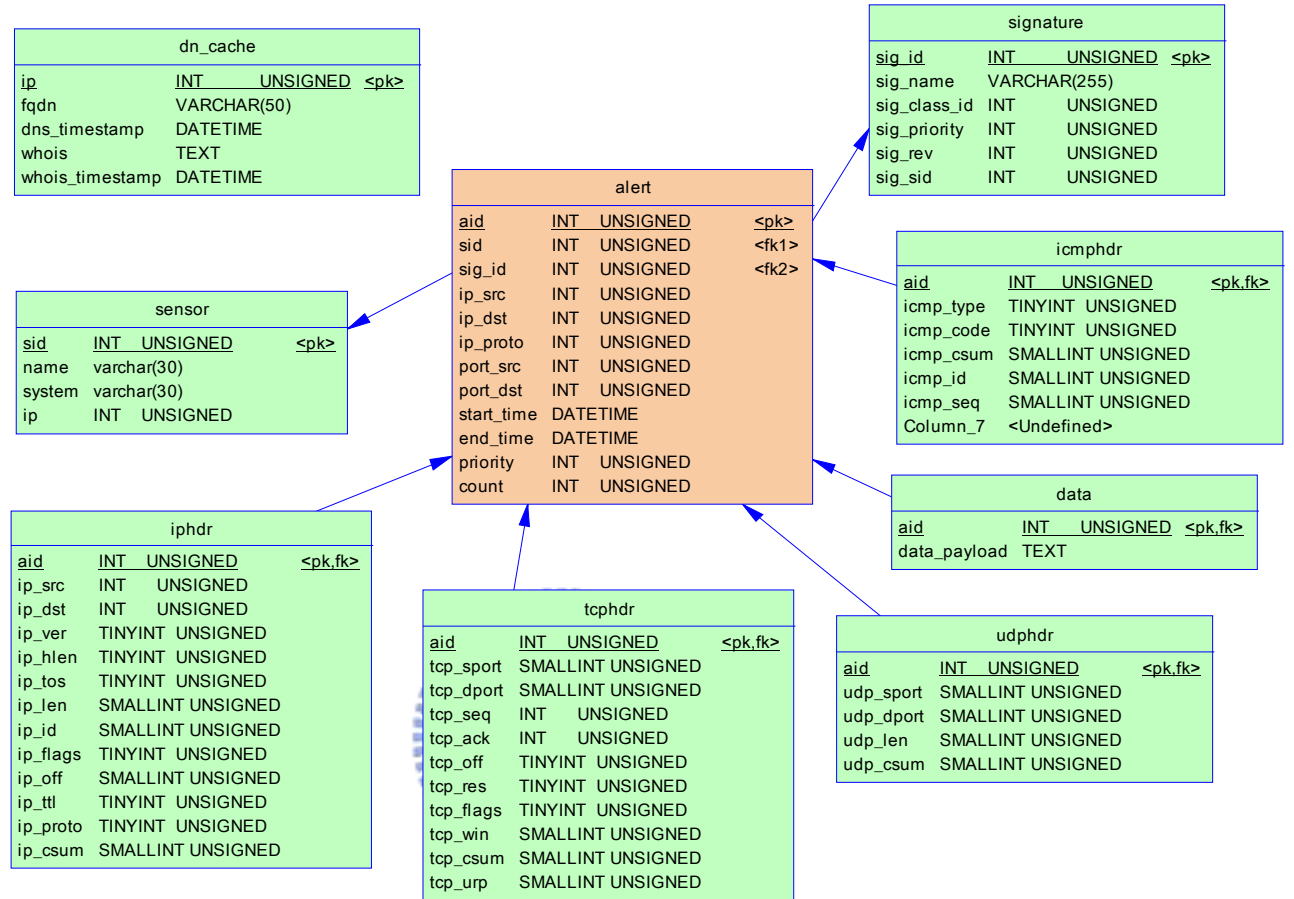 dn_cache
ip INT UNSIGNED <pk>
fqdn VARCHAR(50)
dns_timestamp DATETIME
whois TEXT
whois_timestamp DATETIME
signature
sig_id INT UNSIGNED <pk>
sig_name VARCHAR(255)
sig_class_id INT UNSIGNED
sig_priority INT UNSIGNED
sig_rev INT UNSIGNED
sig_sid INT UNSIGNED
alert
aid INT UNSIGNED <pk>
sid INT UNSIGNED <fk1>
sig_id INT UNSIGNED <fk2>
ip_src INT UNSIGNED
ip_dst INT UNSIGNED
ip_proto INT UNSIGNED
port_src INT UNSIGNED
port_dst INT UNSIGNED
start_time DATETIME
end_time DATETIME
priority INT UNSIGNED
count INT UNSIGNED
icmphdr
aid INT UNSIGNED <pk,fk>
icmp_type TINYINT UNSIGNED
icmp_code TINYINT UNSIGNED
icmp_csum SMALLINT UNSIGNED
icmp_id SMALLINT UNSIGNED
icmp_seq SMALLINT UNSIGNED
Column_7 <Undefined>
sensor
sid INT UNSIGNED <pk>
name varchar(30)
system varchar(30)
ip INT UNSIGNED
data
aid INT UNSIGNED <pk,fk>
data_payload TEXT
iphdr
aid INT UNSIGNED <pk,fk>
ip_src INT UNSIGNED
ip_dst INT UNSIGNED
ip_ver TINYINT UNSIGNED
ip_hlen TINYINT UNSIGNED
ip_tos TINYINT UNSIGNED
ip_len SMALLINT UNSIGNED
ip_id SMALLINT UNSIGNED
ip_flags TINYINT UNSIGNED
ip_off SMALLINT UNSIGNED
ip_ttl TINYINT UNSIGNED
ip_proto TINYINT UNSIGNED
ip_csum SMALLINT UNSIGNED
tcphdr
aid INT UNSIGNED <pk,fk>
tcp_sport SMALLINT UNSIGNED
tcp_dport SMALLINT UNSIGNED
tcp_seq INT UNSIGNED
tcp_ack INT UNSIGNED
tcp_off TINYINT UNSIGNED
tcp_res TINYINT UNSIGNED
tcp_flags TINYINT UNSIGNED
tcp_win SMALLINT UNSIGNED
tcp_csum SMALLINT UNSIGNED
tcp_urp SMALLINT UNSIGNED
udphdr
aid INT UNSIGNED <pk,fk>
udp_sport SMALLINT UNSIGNED
udp_dport SMALLINT UNSIGNED
udp_len SMALLINT UNSIGNED
udp_csum SMALLINT UNSIGNED